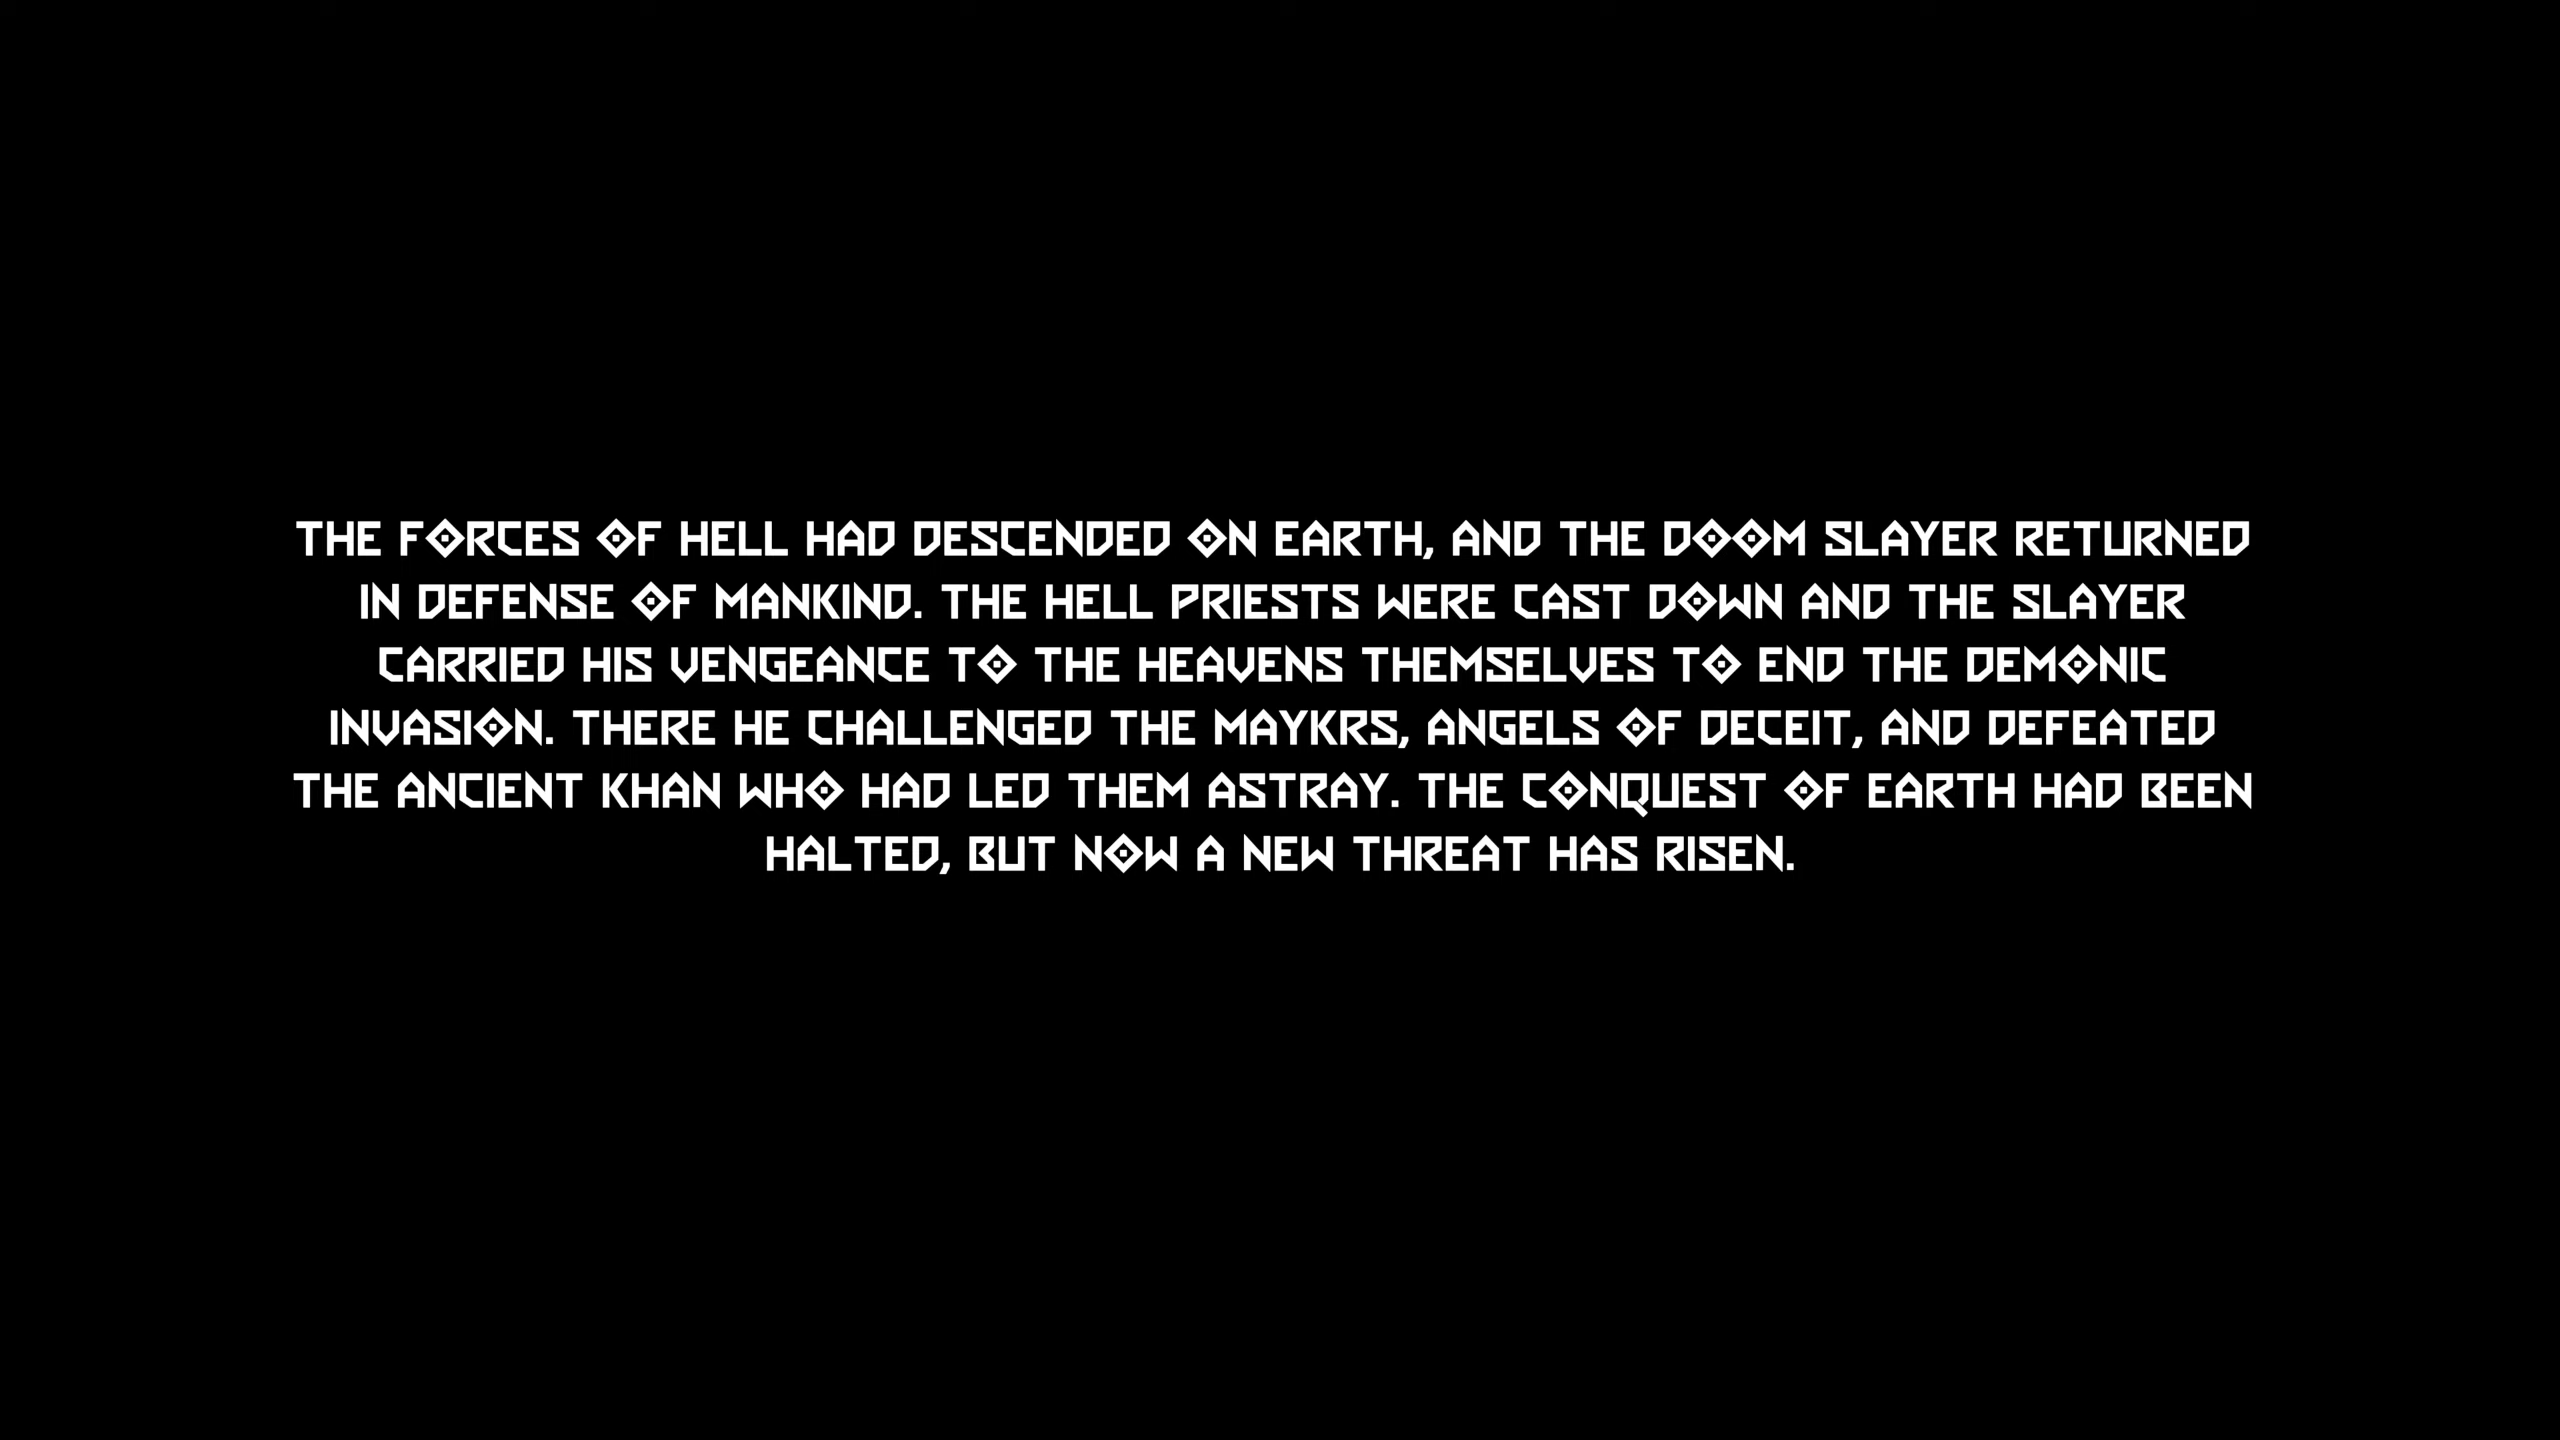 THE FORCES OF HELL HAD DESCENDED ON EARTH, AND THE DOOM SLAYER RETURNED
IN DEFENSE OF MANKIND. THE HELL PRIESTS WERE CAST DOWN AND THE SLAYER
CARRIED HIS VENGEANCE TO THE HEAVENS THEMSELVES TO END THE DEMONIC
INVASION. THERE HE CHALLENGED THE MAYKRS, ANGELS OF DECEIT, AND DEFEATED
THE ANCIENT KHAN WHO HAD LED THEM ASTRAY. THE CONQUEST OF EARTH HAD BEEN
HALTED, BUT NOW A NEW THREAT HAS RISEN.